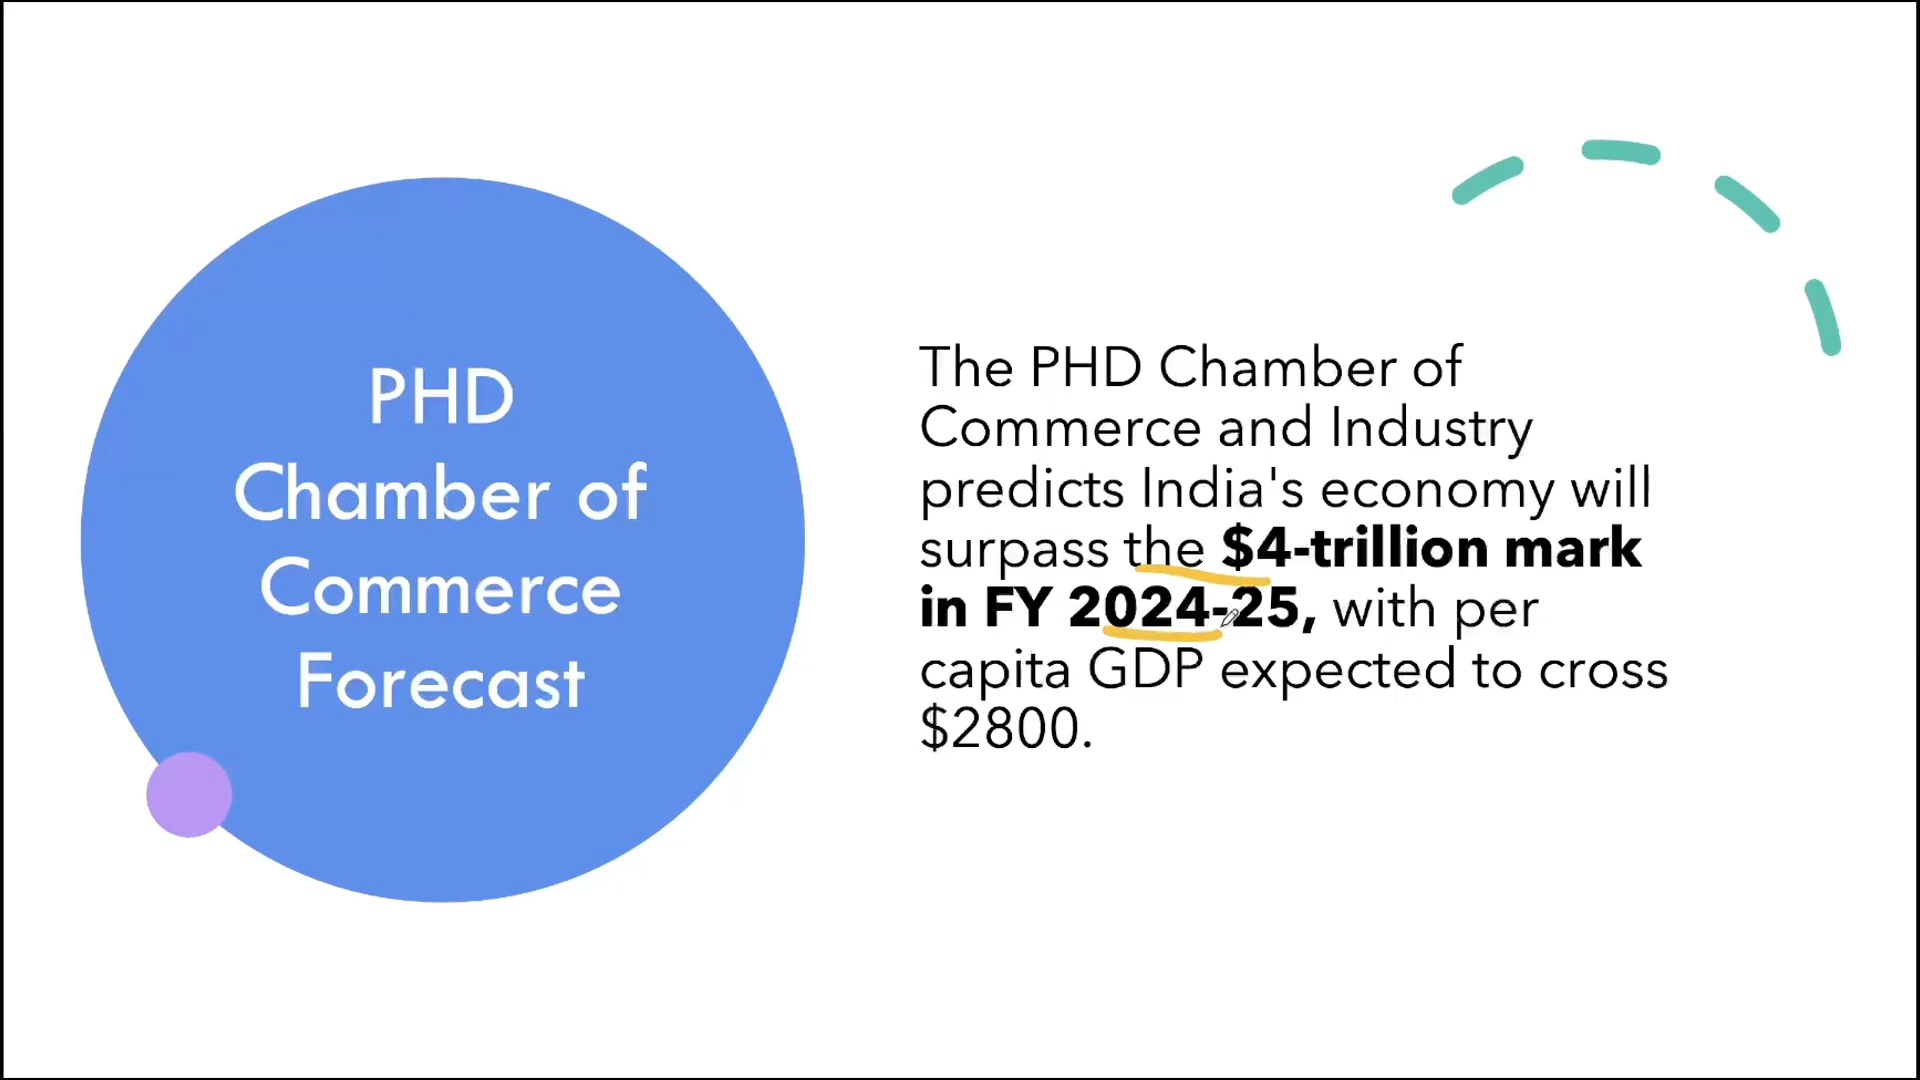 PHD
Chamber of
Commerce
Forecast
The PHD Chamber of
Commerce and Industry
predicts India's economy will
surpass the $4-trillion mark
in FY 2024-25, with per
capita GDP expected to cross
$2800.